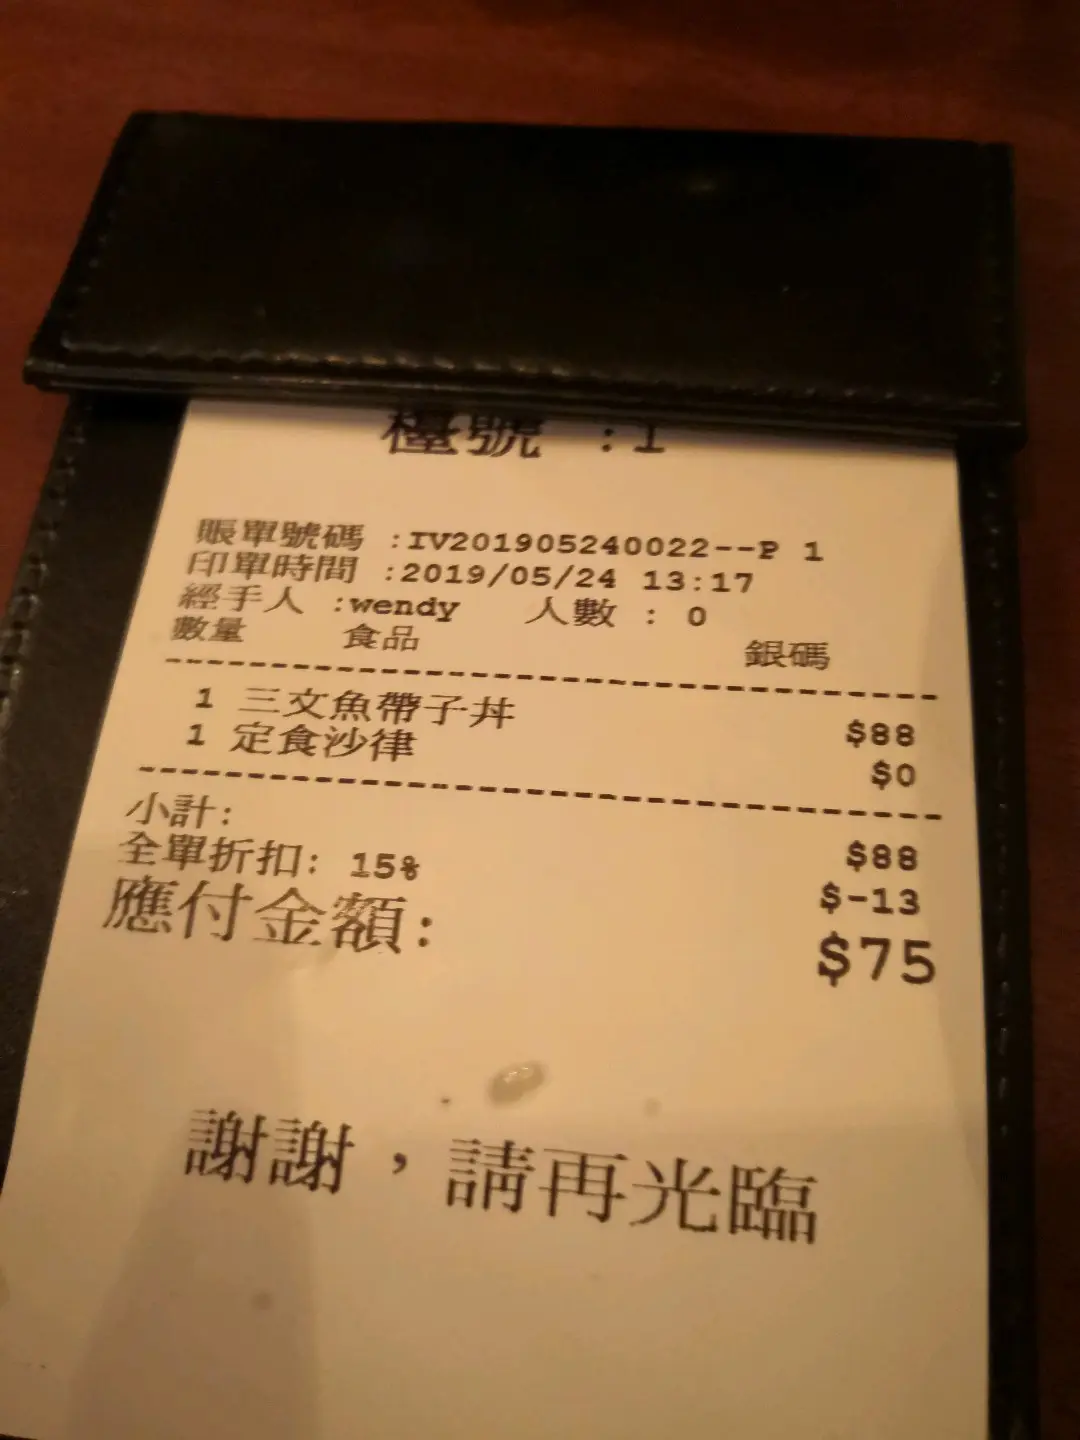 檯號 :1
賬單號碼 :IV201905240022--P 1
印單時間 :2019/05/24 13:17
經手人 :wendy 人數 : 0
數量 食品 銀碼
1 三文魚帶子丼 $88
1 定食沙律 $0
小計: $88
全單折扣: 15% $-13
應付金額: $75
謝謝，請再光臨